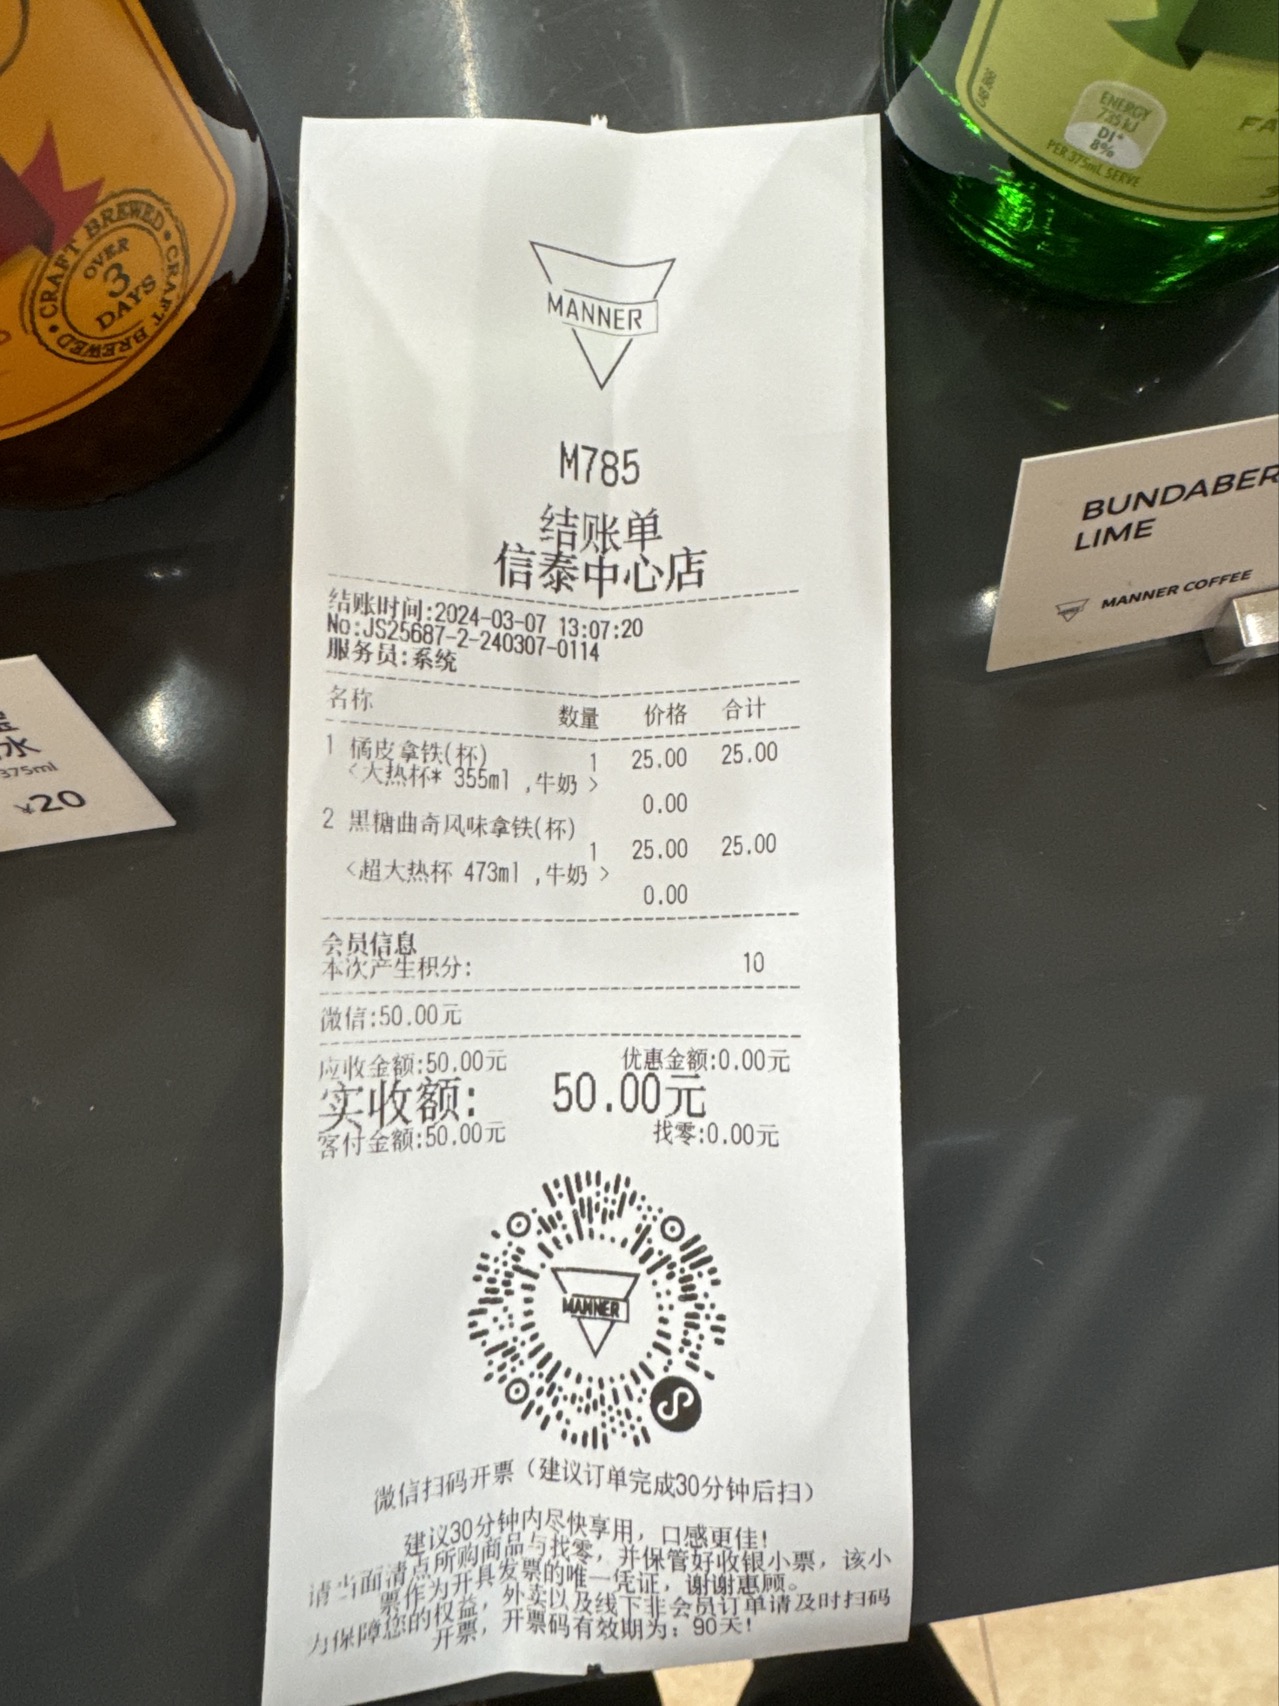 CRAFT BREWED • CRAFT BREWED •
OVER
3
DAYS
ENERGY
735 kJ
DI*
8%
PER 375mL SERVE
FA
MANNER
M785
结账单
信泰中心店
结账时间:2024-03-07 13:07:20
No:JS25687-2-240307-0114
服务员:系统
名称 数量 价格 合计
1 橘皮拿铁(杯) 1 25.00 25.00
<大热杯* 355ml ,牛奶 >
0.00
2 黑糖曲奇风味拿铁(杯)
1 25.00 25.00
<超大热杯 473ml ,牛奶 >
0.00
会员信息
本次产生积分: 10
微信:50.00元
应收金额:50.00元 优惠金额:0.00元
实收额: 50.00元
客付金额:50.00元 找零:0.00元
MANNER
微信扫码开票（建议订单完成30分钟后扫）
建议30分钟内尽快享用，口感更佳!
请当面清点所购商品与找零，并保管好收银小票，该小
票作为开具发票的唯一凭证，谢谢惠顾。
为保障您的权益，外卖以及线下非会员订单请及时扫码
开票，开票码有效期为：90天!
BUNDABER
LIME
MANNER COFFEE
水
375ml
¥20